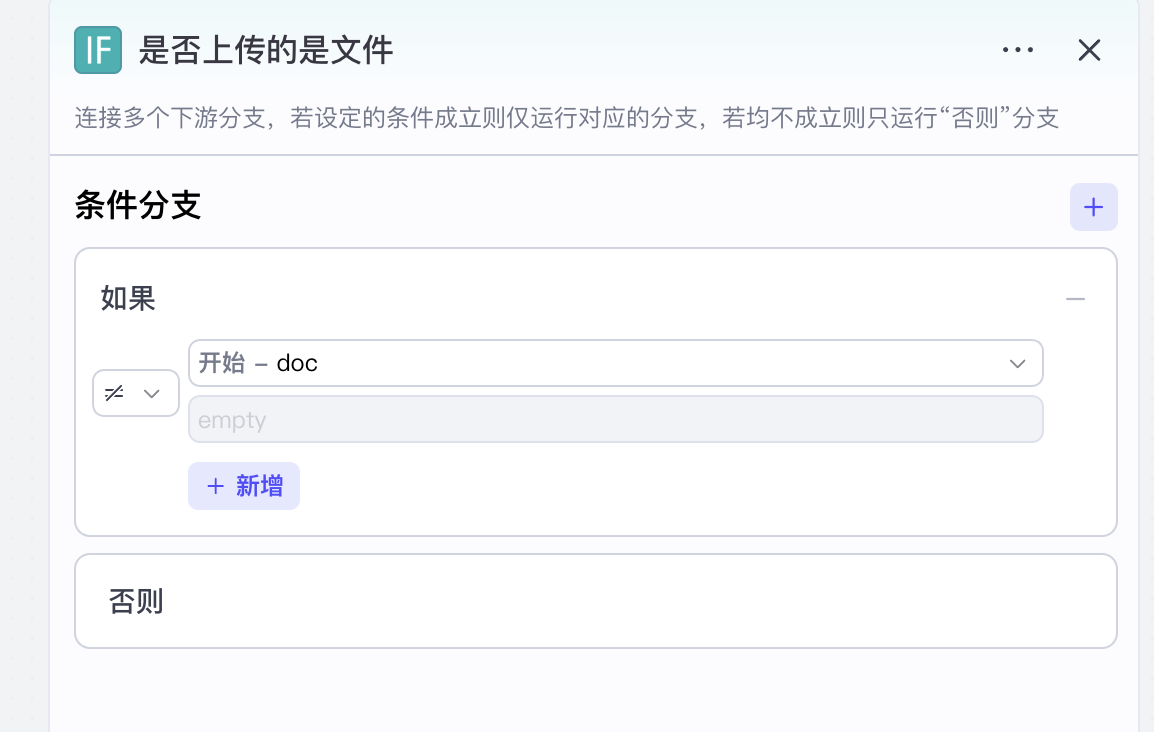 IF 是否上传的是文件
连接多个下游分支，若设定的条件成立则仅运行对应的分支，若均不成立则只运行“否则”分支
条件分支
如果
开始 – doc
≠
empty
+ 新增
否则